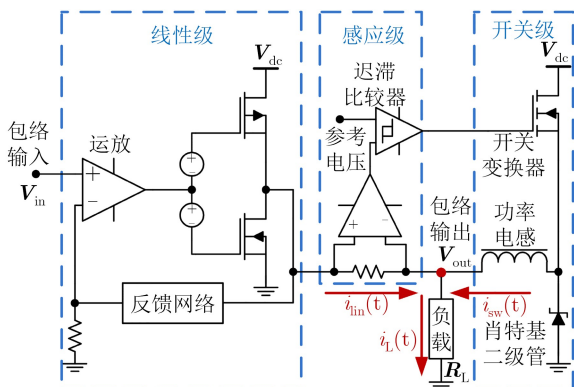 线性级
感应级
开关级
V_dc
V_dc
迟滞
比较器
包络
输入
V_in
运放
+
−
+
−
+
−
参考
电压
开关
变换器
+
−
包络
输出
V_out
功率
电感
反馈网络
i_lin(t)
i_sw(t)
i_L(t)
负
载
R_L
肖特基
二级管